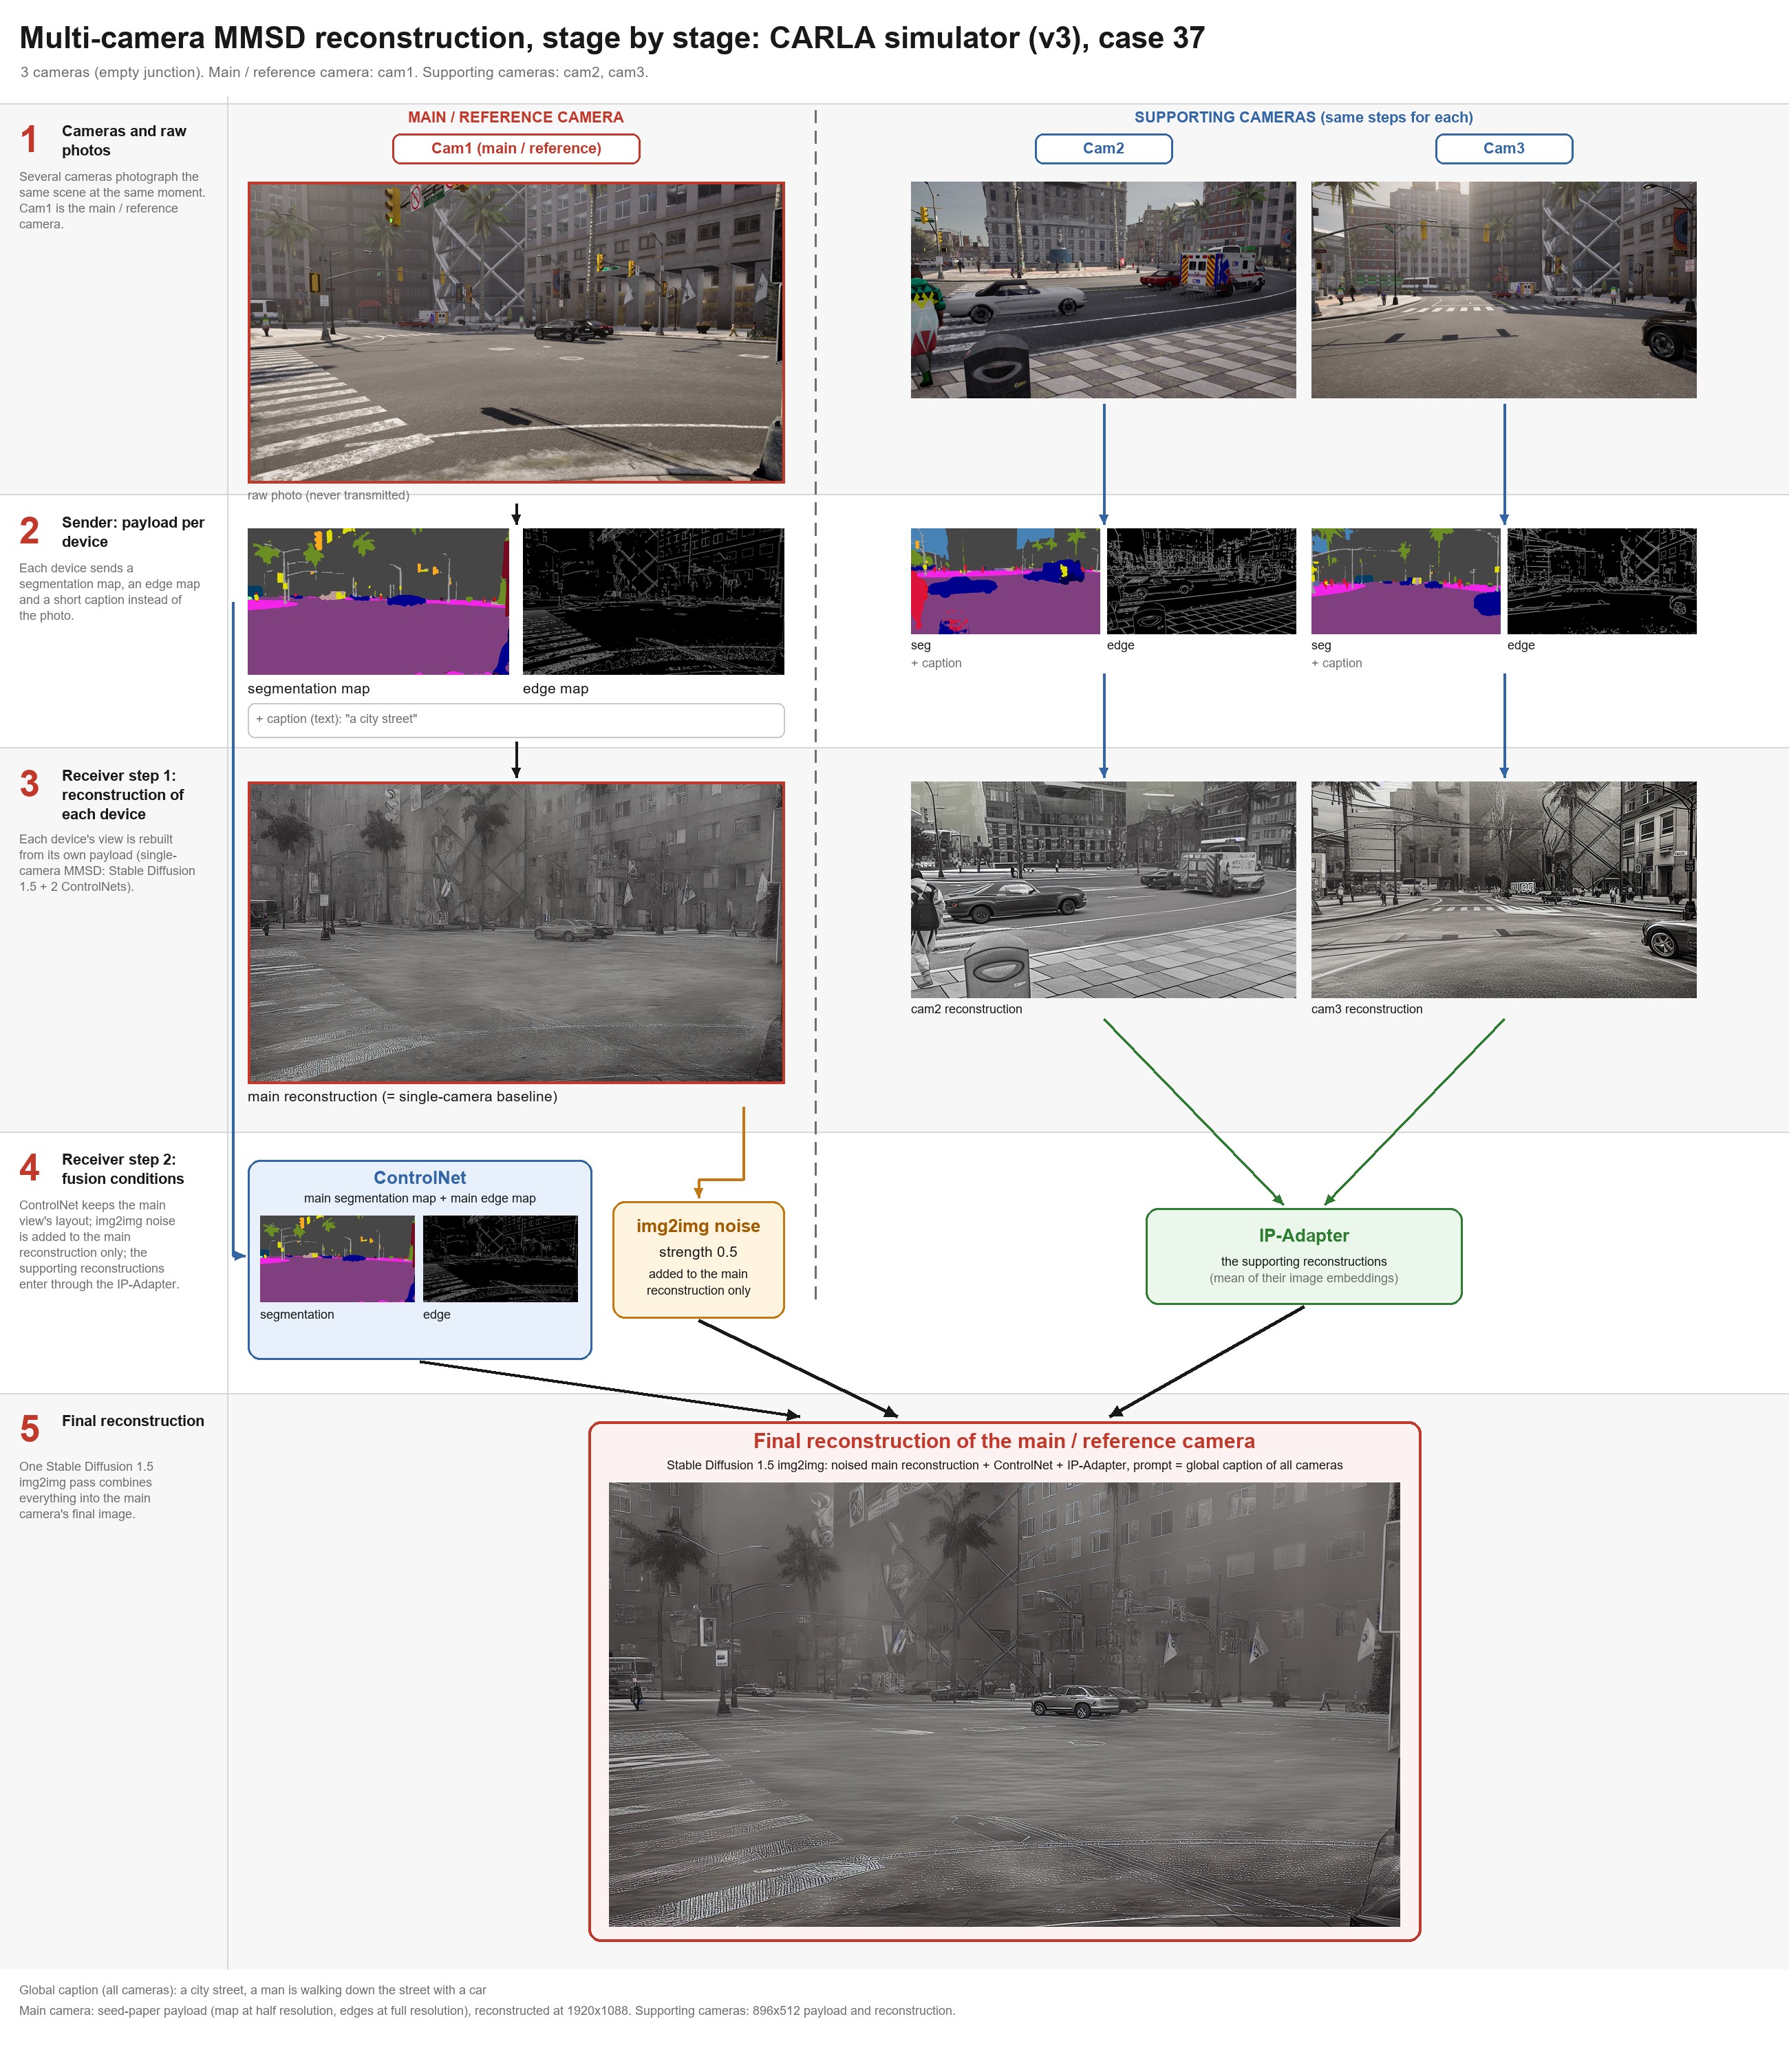 Multi-camera MMSD reconstruction, stage by stage: CARLA simulator (v3), case 37
3 cameras (empty junction). Main / reference camera: cam1. Supporting cameras: cam2, cam3.
1
Cameras and raw
photos
Several cameras photograph the
same scene at the same moment.
Cam1 is the main / reference
camera.
MAIN / REFERENCE CAMERA
Cam1 (main / reference)
SUPPORTING CAMERAS (same steps for each)
Cam2
Cam3
raw photo (never transmitted)
2
Sender: payload per
device
Each device sends a
segmentation map, an edge map
and a short caption instead of
the photo.
segmentation map
edge map
+ caption (text): "a city street"
seg
edge
+ caption
seg
edge
+ caption
3
Receiver step 1:
reconstruction of
each device
Each device's view is rebuilt
from its own payload (single-
camera MMSD: Stable Diffusion
1.5 + 2 ControlNets).
main reconstruction (= single-camera baseline)
cam2 reconstruction
cam3 reconstruction
4
Receiver step 2:
fusion conditions
ControlNet keeps the main
view's layout; img2img noise
is added to the main
reconstruction only; the
supporting reconstructions
enter through the IP-Adapter.
ControlNet
main segmentation map + main edge map
segmentation
edge
img2img noise
strength 0.5
added to the main
reconstruction only
IP-Adapter
the supporting reconstructions
(mean of their image embeddings)
5
Final reconstruction
One Stable Diffusion 1.5
img2img pass combines
everything into the main
camera's final image.
Final reconstruction of the main / reference camera
Stable Diffusion 1.5 img2img: noised main reconstruction + ControlNet + IP-Adapter, prompt = global caption of all cameras
Global caption (all cameras): a city street, a man is walking down the street with a car
Main camera: seed-paper payload (map at half resolution, edges at full resolution), reconstructed at 1920x1088. Supporting cameras: 896x512 payload and reconstruction.